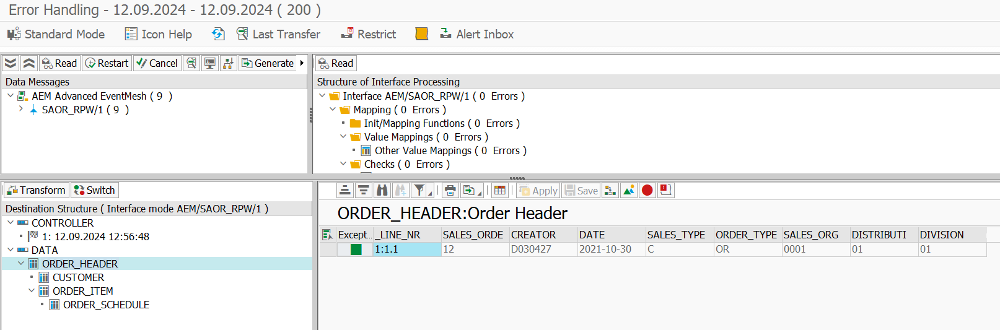 Error Handling - 12.09.2024 - 12.09.2024 ( 200 )
Standard Mode Icon Help Last Transfer Restrict Alert Inbox
Read Restart Cancel Generate
Data Messages
AEM Advanced EventMesh ( 9 )
SAOR_RPW/1 ( 9 )
Read
Structure of Interface Processing
Interface AEM/SAOR_RPW/1 ( 0 Errors )
Mapping ( 0 Errors )
Init/Mapping Functions ( 0 Errors )
Value Mappings ( 0 Errors )
Other Value Mappings ( 0 Errors )
Checks ( 0 Errors )
Transform Switch
Destination Structure ( Interface mode AEM/SAOR_RPW/1 )
CONTROLLER
1: 12.09.2024 12:56:48
DATA
ORDER_HEADER
CUSTOMER
ORDER_ITEM
ORDER_SCHEDULE
Apply Save
ORDER_HEADER:Order Header
Except... _LINE_NR SALES_ORDE CREATOR DATE SALES_TYPE ORDER_TYPE SALES_ORG DISTRIBUTI DIVISION
1:1.1 12 D030427 2021-10-30 C OR 0001 01 01